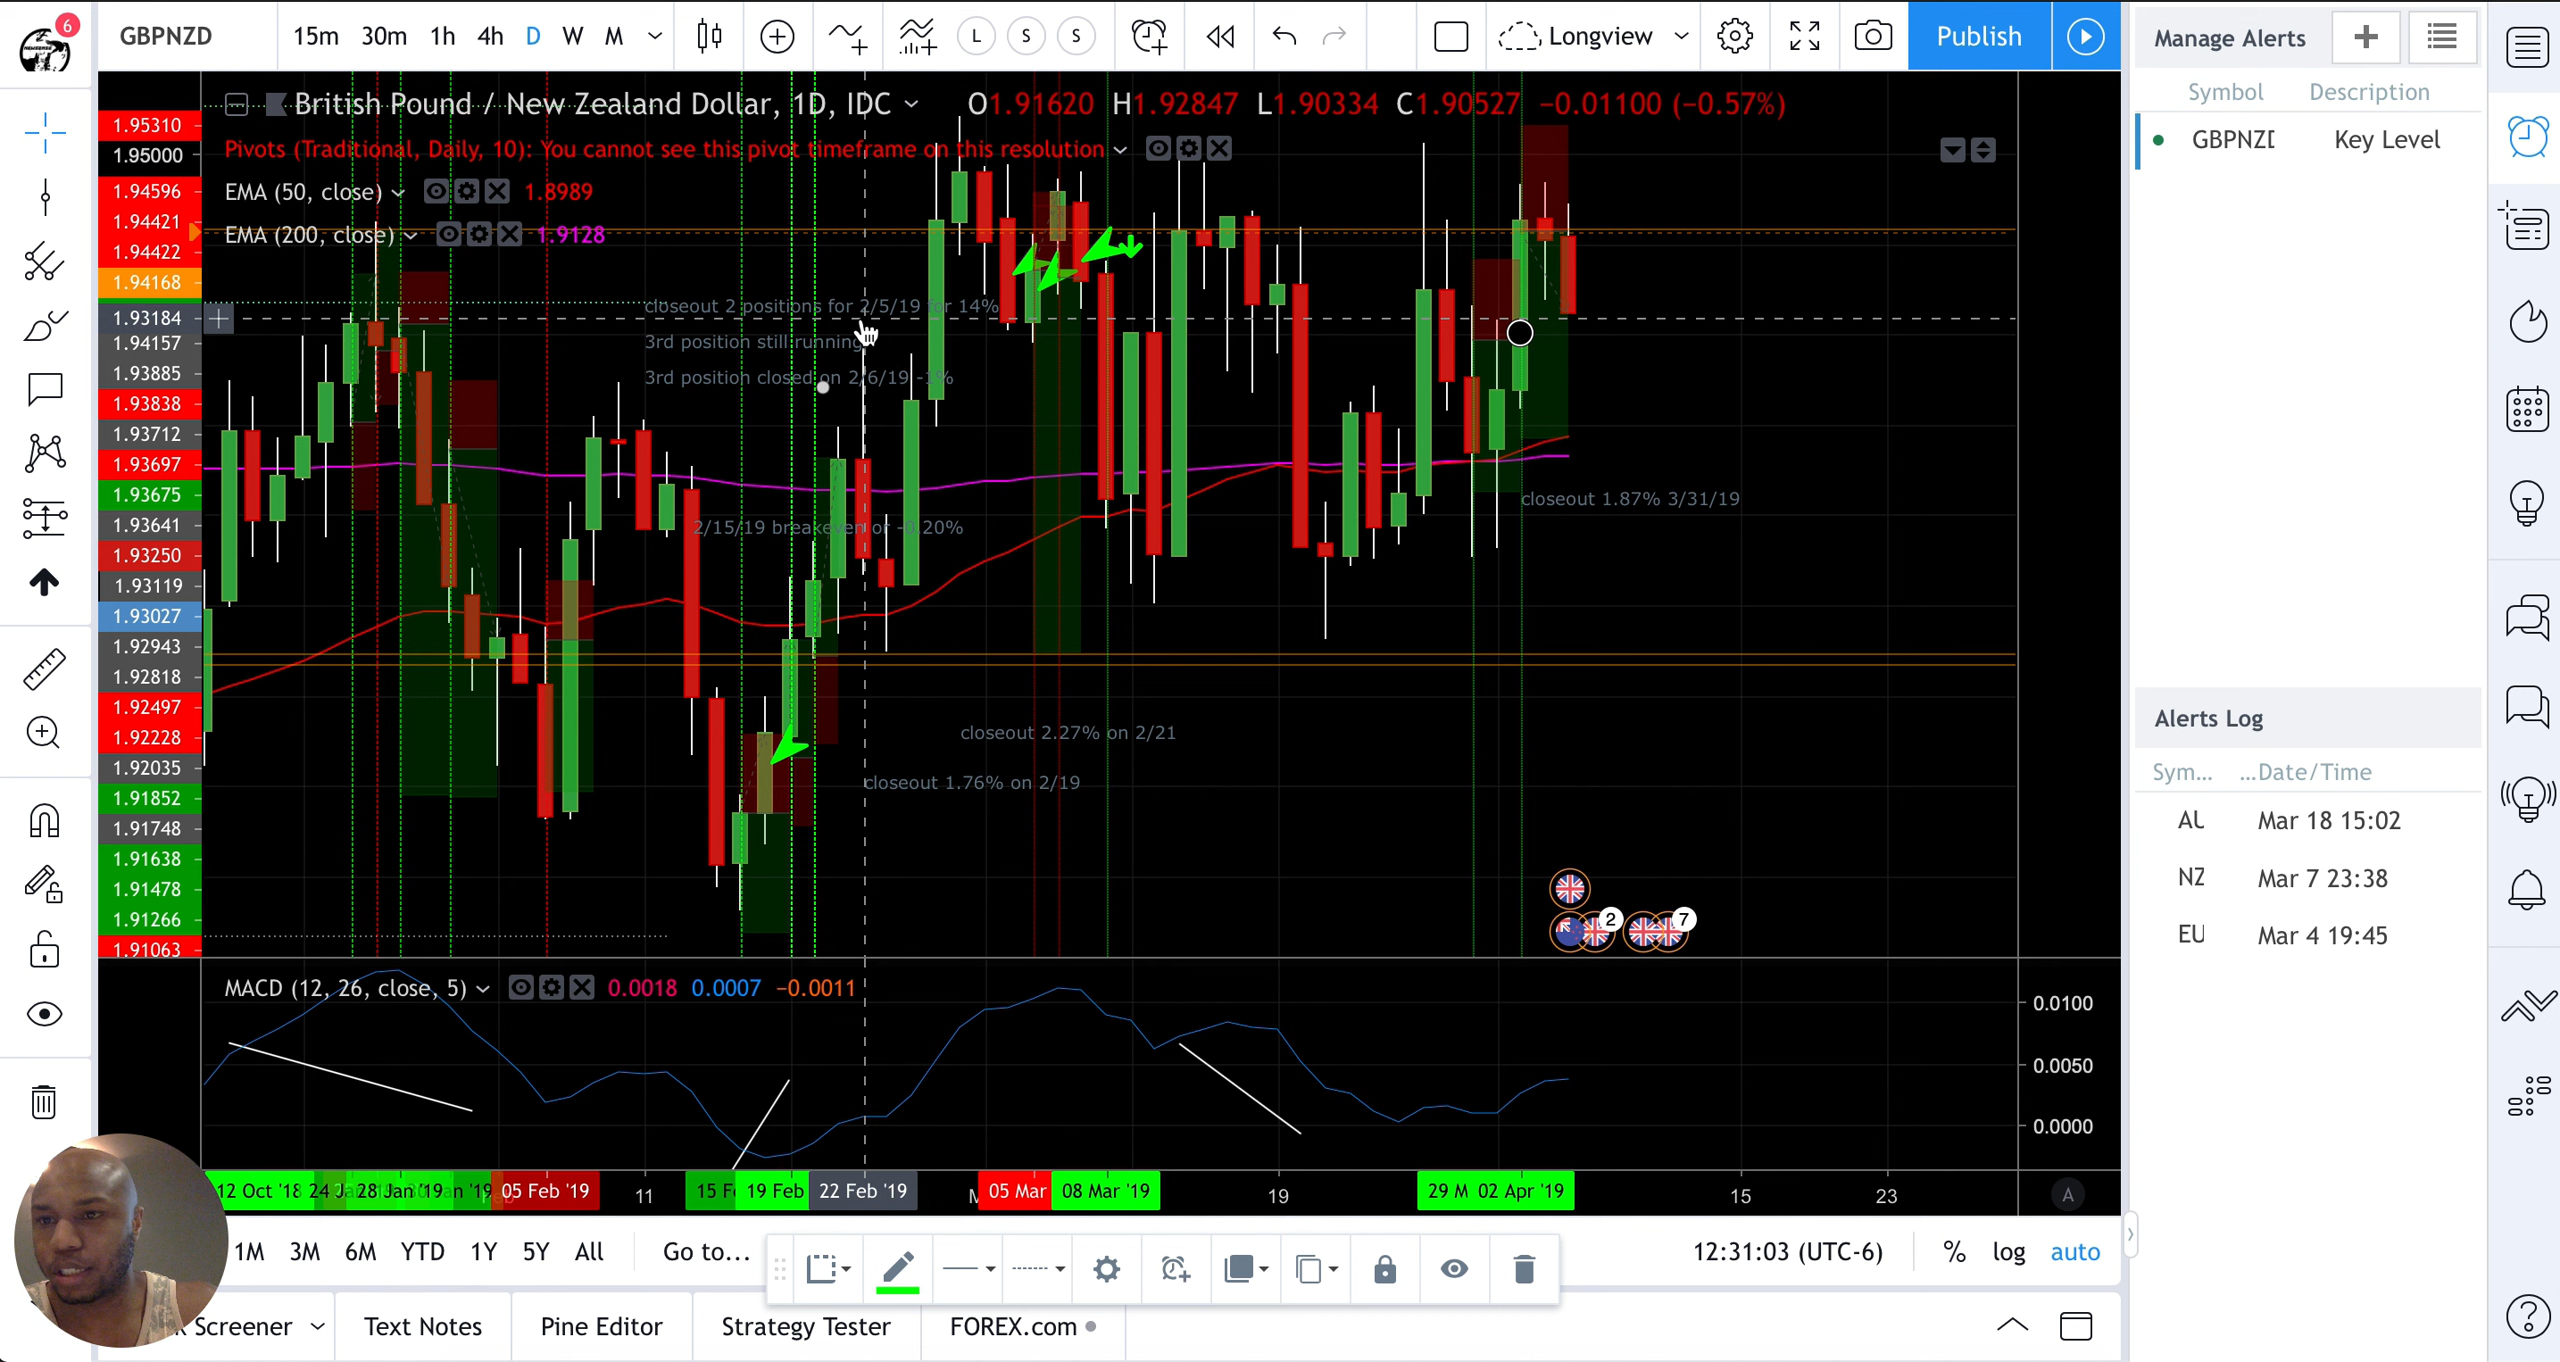 6
GBPNZD
15m 30m 1h 4h D W M
L S S
Longview
Publish
Manage Alerts
Symbol Description
GBPNZD Key Level
British Pound / New Zealand Dollar, 1D, IDC O1.91620 H1.92847 L1.90334 C1.90527 −0.01100 (−0.57%)
Pivots (Traditional, Daily, 10): You cannot see this pivot timeframe on this resolution
EMA (50, close) 1.8989
EMA (200, close) 1.9128
1.95310
1.95000
1.94596
1.94421
1.94422
1.94168
1.93184
1.94157
1.93885
1.93838
1.93712
1.93697
1.93675
1.93641
1.93250
1.93119
1.93027
1.92943
1.92818
1.92497
1.92228
1.92035
1.91852
1.91748
1.91638
1.91478
1.91266
1.91063
closeout 2 positions for 2/5/19 for 14%
3rd position still running
3rd position closed on 2/6/19 -1%
2/15/19 breakeven or -0.20%
closeout 1.87% 3/31/19
closeout 2.27% on 2/21
closeout 1.76% on 2/19
2 7
Alerts Log
Sym... ...Date/Time
Mar 18 15:02
NZ Mar 7 23:38
EU Mar 4 19:45
MACD (12, 26, close, 5) 0.0018 0.0007 −0.0011
0.0100
0.0050
0.0000
12 Oct '18 24 28 Jan '19 05 Feb '19 11 15 F 19 Feb 22 Feb '19 05 Mar 08 Mar '19 19 29 M 02 Apr '19 15 23 A
1M 3M 6M YTD 1Y 5Y All Go to... 12:31:03 (UTC-6) % log auto
Screener Text Notes Pine Editor Strategy Tester FOREX.com